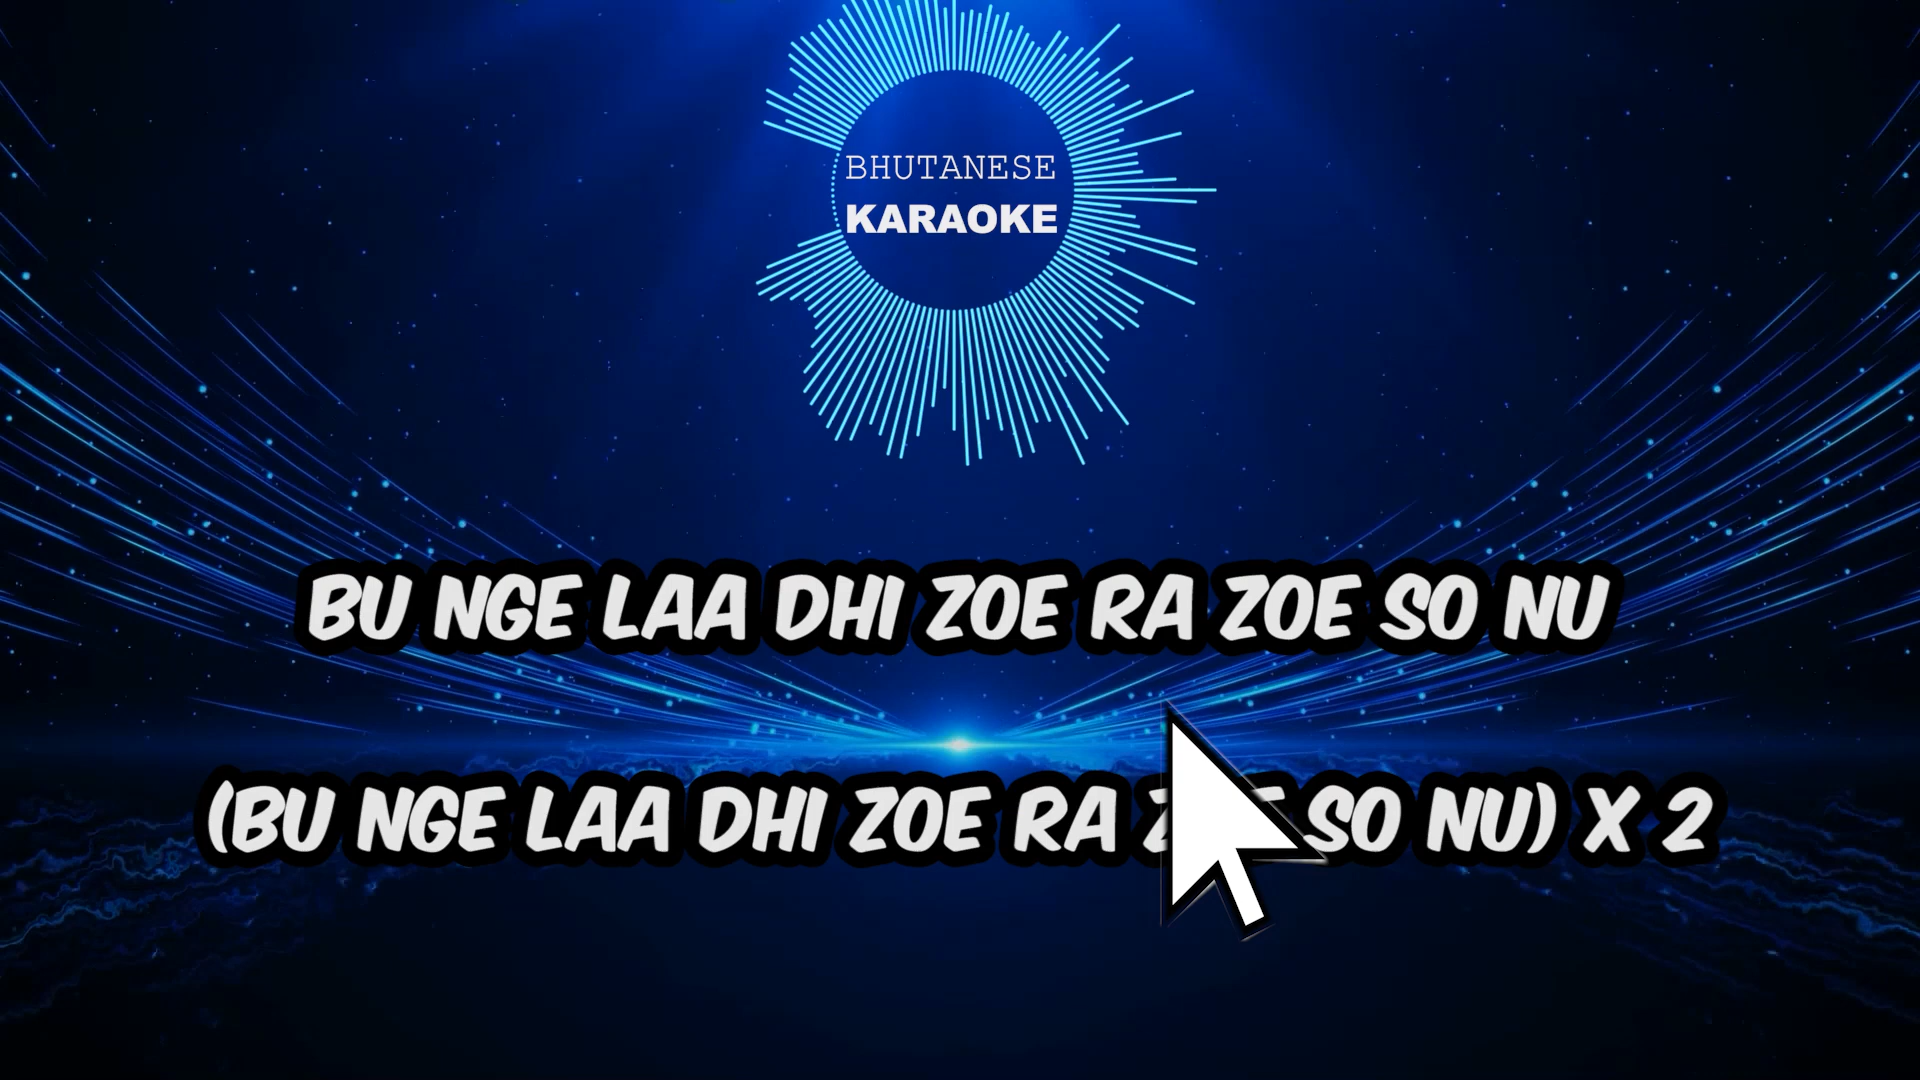 BHUTANESE
KARAOKE
BU NGE LAA DHI ZOE RA ZOE SO NU
(BU NGE LAA DHI ZOE RA SO NU) X 2